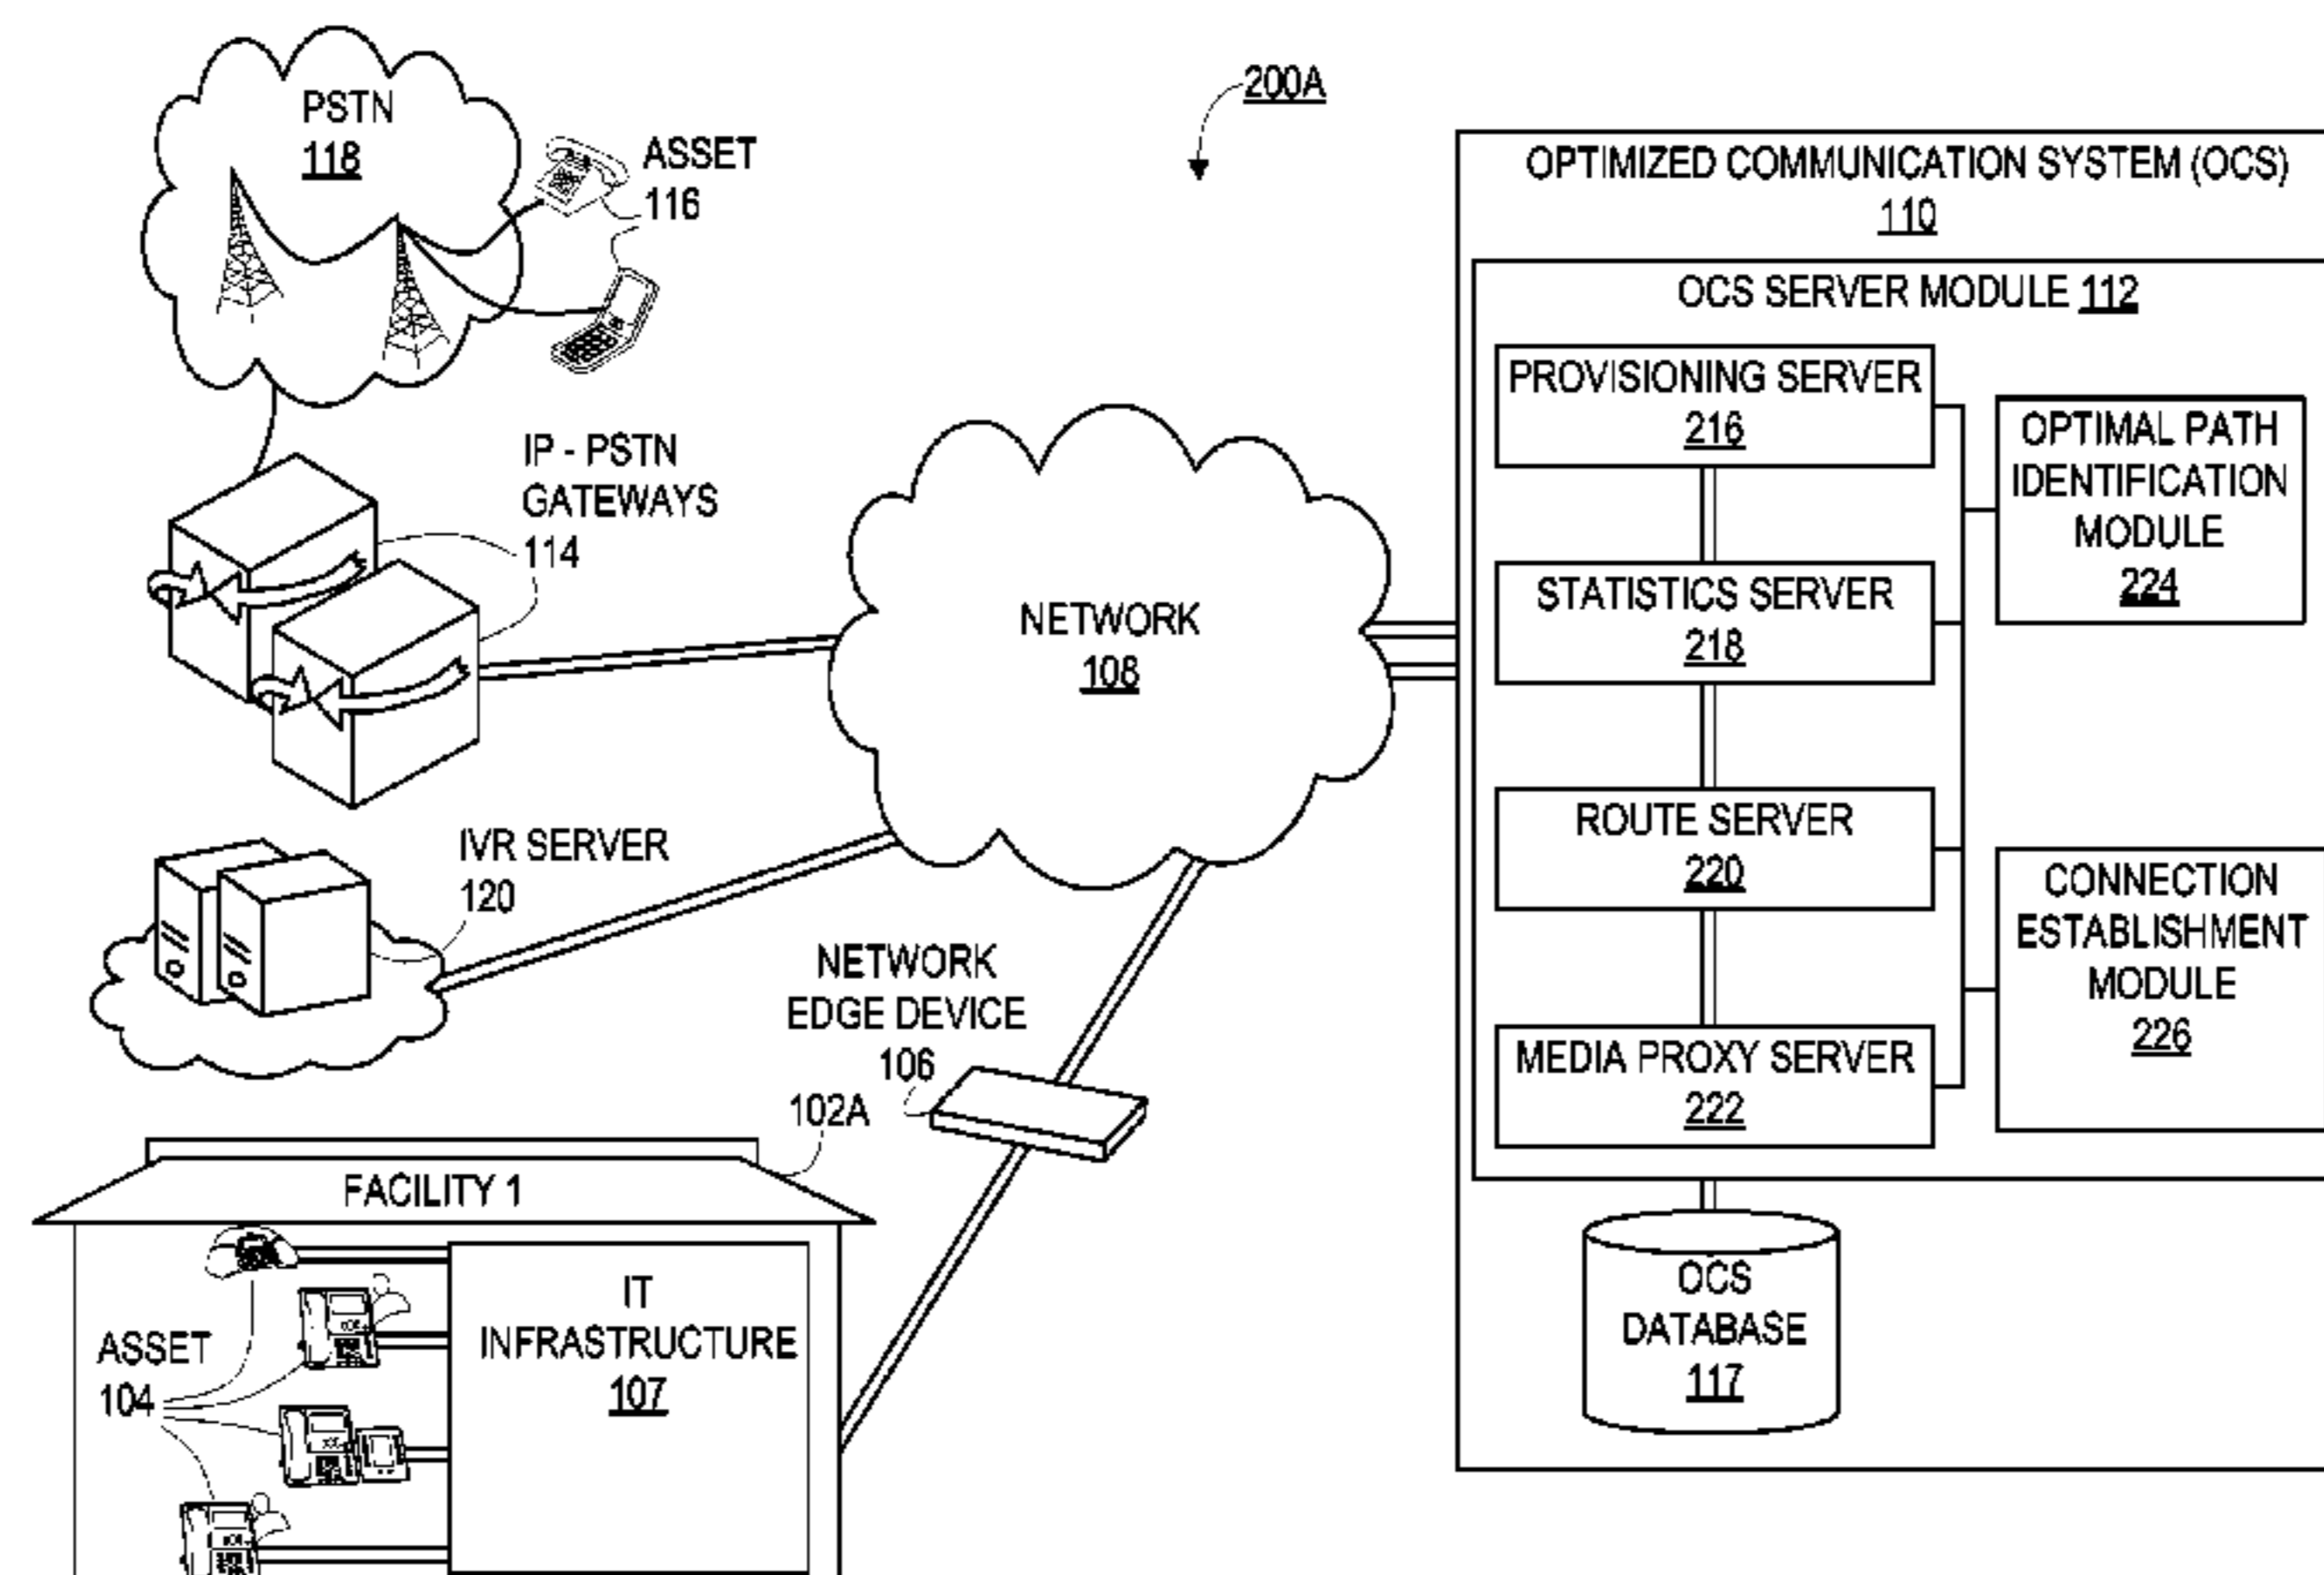 200A
PSTN
118
ASSET
116
IP - PSTN
GATEWAYS
114
IVR SERVER
120
NETWORK
108
NETWORK
EDGE DEVICE
106
102A
FACILITY 1
ASSET
104
IT
INFRASTRUCTURE
107
OPTIMIZED COMMUNICATION SYSTEM (OCS)
110
OCS SERVER MODULE 112
PROVISIONING SERVER
216
STATISTICS SERVER
218
ROUTE SERVER
220
MEDIA PROXY SERVER
222
OPTIMAL PATH
IDENTIFICATION
MODULE
224
CONNECTION
ESTABLISHMENT
MODULE
226
OCS
DATABASE
117